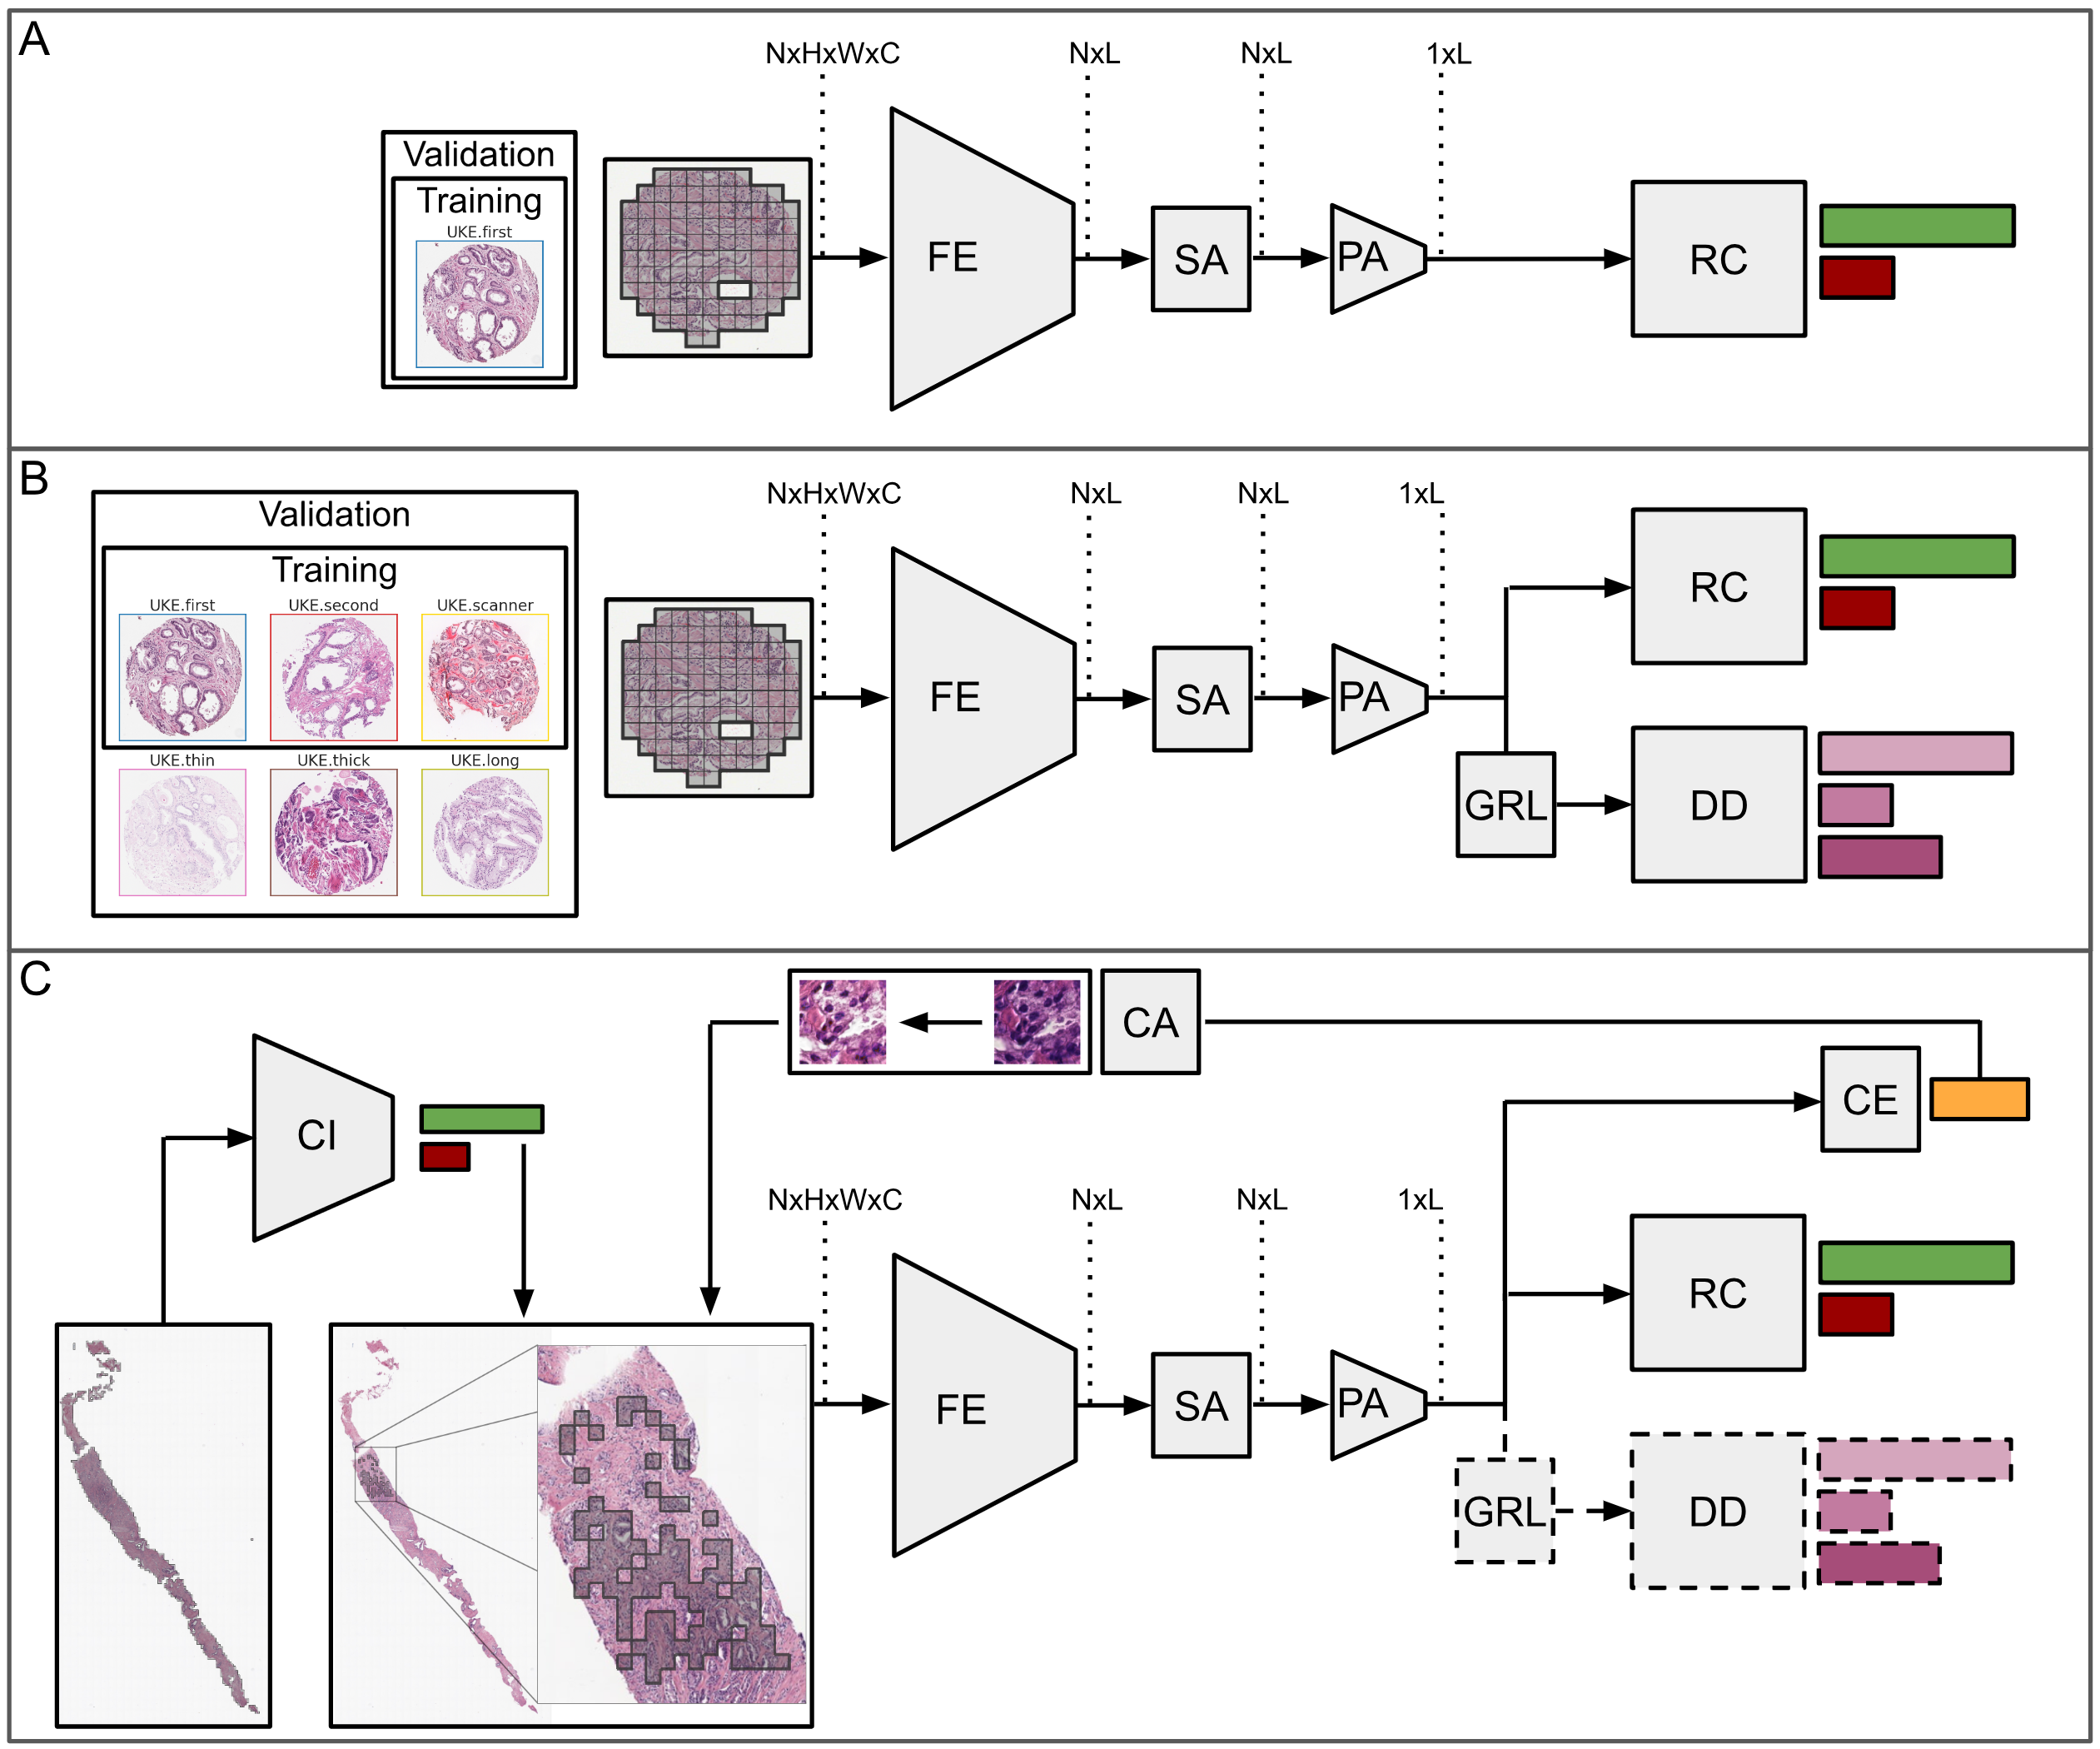 A
NxHxWxC NxL NxL 1xL
Validation
Training
UKE.first
FE SA PA RC
B
NxHxWxC NxL NxL 1xL
Validation
Training
UKE.first UKE.second UKE.scanner
UKE.thin UKE.thick UKE.long
FE SA PA RC
GRL DD
C
CA
CE
CI
NxHxWxC NxL NxL 1xL
RC
FE SA PA
GRL DD